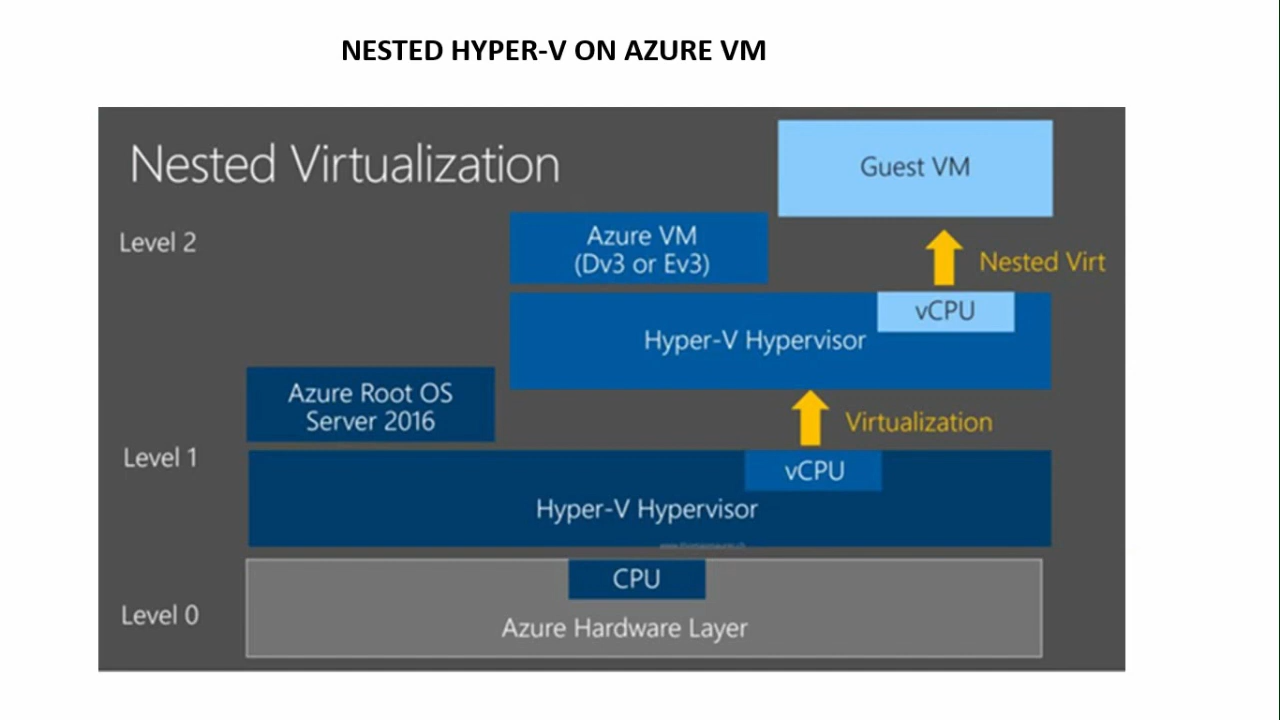 NESTED HYPER-V ON AZURE VM
Nested Virtualization
Guest VM
Level 2
Azure VM
(Dv3 or Ev3)
Nested Virt
vCPU
Hyper-V Hypervisor
Azure Root OS
Server 2016
Virtualization
Level 1
vCPU
Hyper-V Hypervisor
CPU
Level 0
Azure Hardware Layer